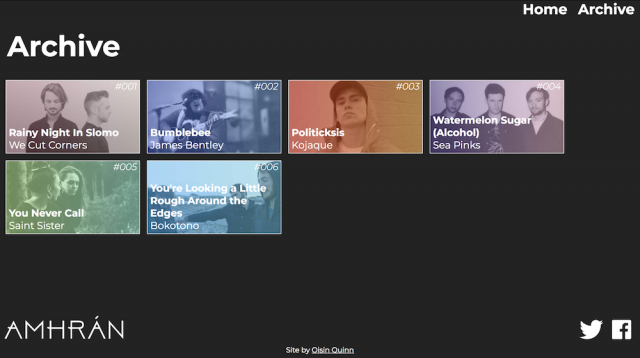 Home Archive
Archive
#001
Rainy Night In Slomo
We Cut Corners
#002
Bumblebee
James Bentley
#003
Politicksis
Kojaque
#004
Watermelon Sugar
(Alcohol)
Sea Pinks
#005
You Never Call
Saint Sister
#006
You're Looking a Little
Rough Around the
Edges
Bokotono
AMHRÁN
Site by Oisín Quinn